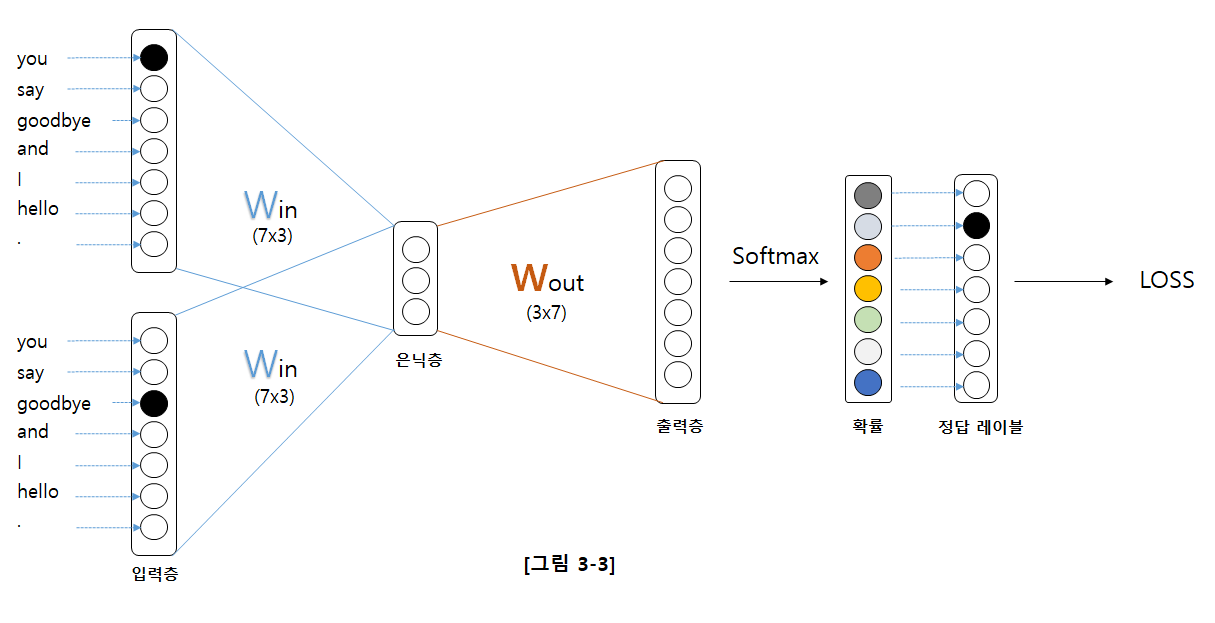 you
say
goodbye
and
I
hello
.
Win
(7x3)
you
say
goodbye
and
I
hello
.
Win
(7x3)
입력층
은닉층
Wout
(3x7)
출력층
Softmax
확률
정답 레이블
LOSS
[그림 3-3]